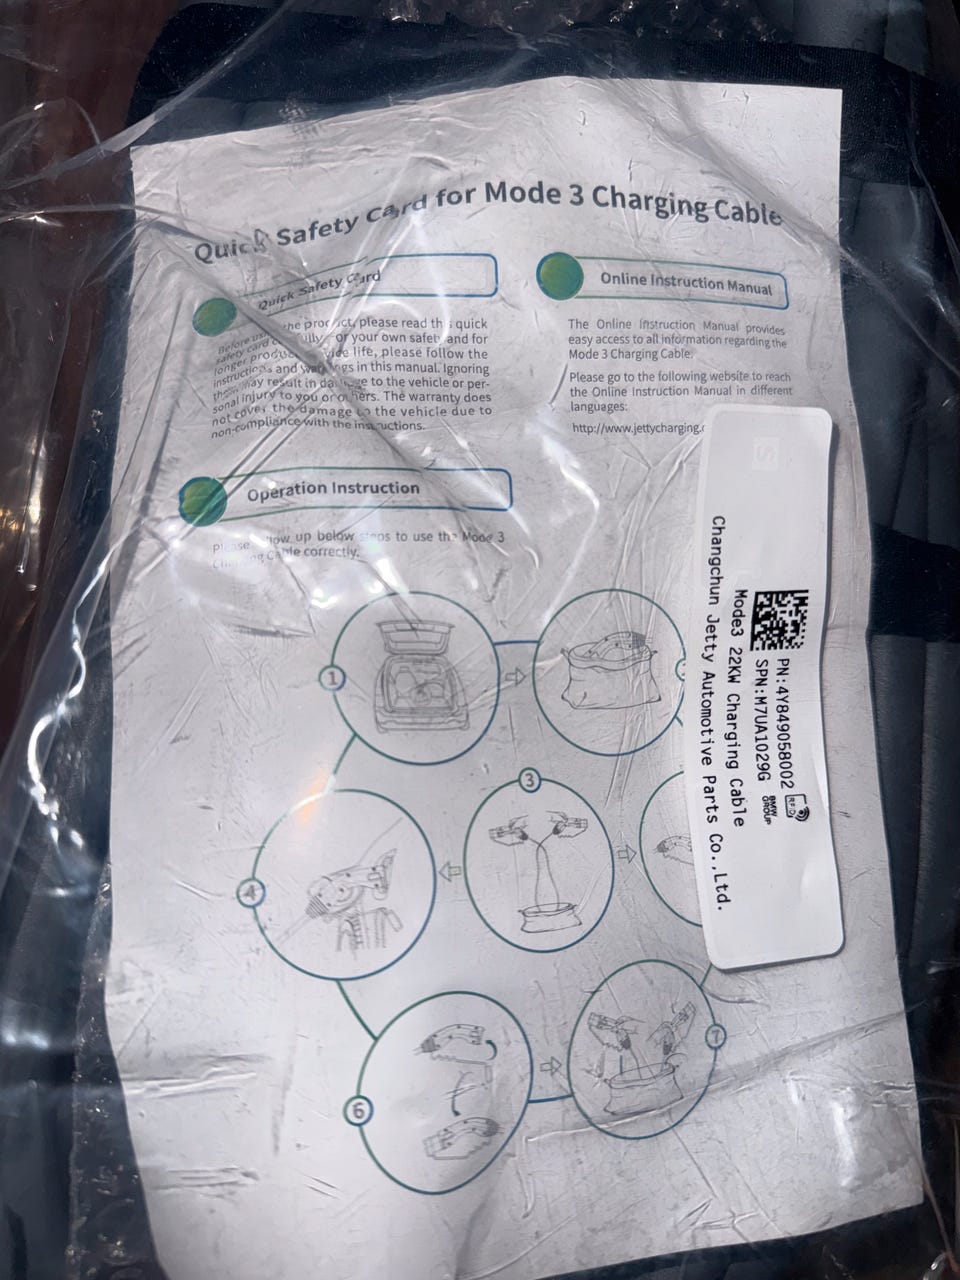 Quick Safety Card for Mode 3 Charging Cable
Quick Safety Card
Before using the product, please read this quick
safety card carefully for your own safety and for
longer product service life, please follow the
instructions and warnings in this manual. Ignoring
them may result in damage to the vehicle or per-
sonal injury to you or others. The warranty does
not cover the damage to the vehicle due to
non-compliance with the instructions.
Online Instruction Manual
The Online Instruction Manual provides
easy access to all information regarding the
Mode 3 Charging Cable.
Please go to the following website to reach
the Online Instruction Manual in different
languages:
http://www.jettycharging.
Operation Instruction
Please follow up below steps to use the Mode 3
Charging Cable correctly.
1
3
4
6
7
PN:4Y849058002
SPN:M7UA1029G
RFID
BMW
GROUP
Mode3 22KW Charging Cable
Changchun Jetty Automotive Parts Co.,Ltd.